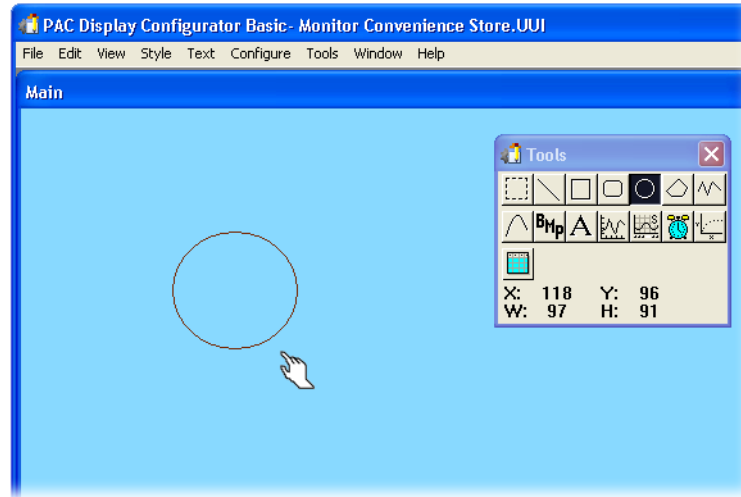 PAC Display Configurator Basic- Monitor Convenience Store.UUI
File Edit View Style Text Configure Tools Window Help
Main
Tools
BMp A S
Y X
X: 118 Y: 96
W: 97 H: 91